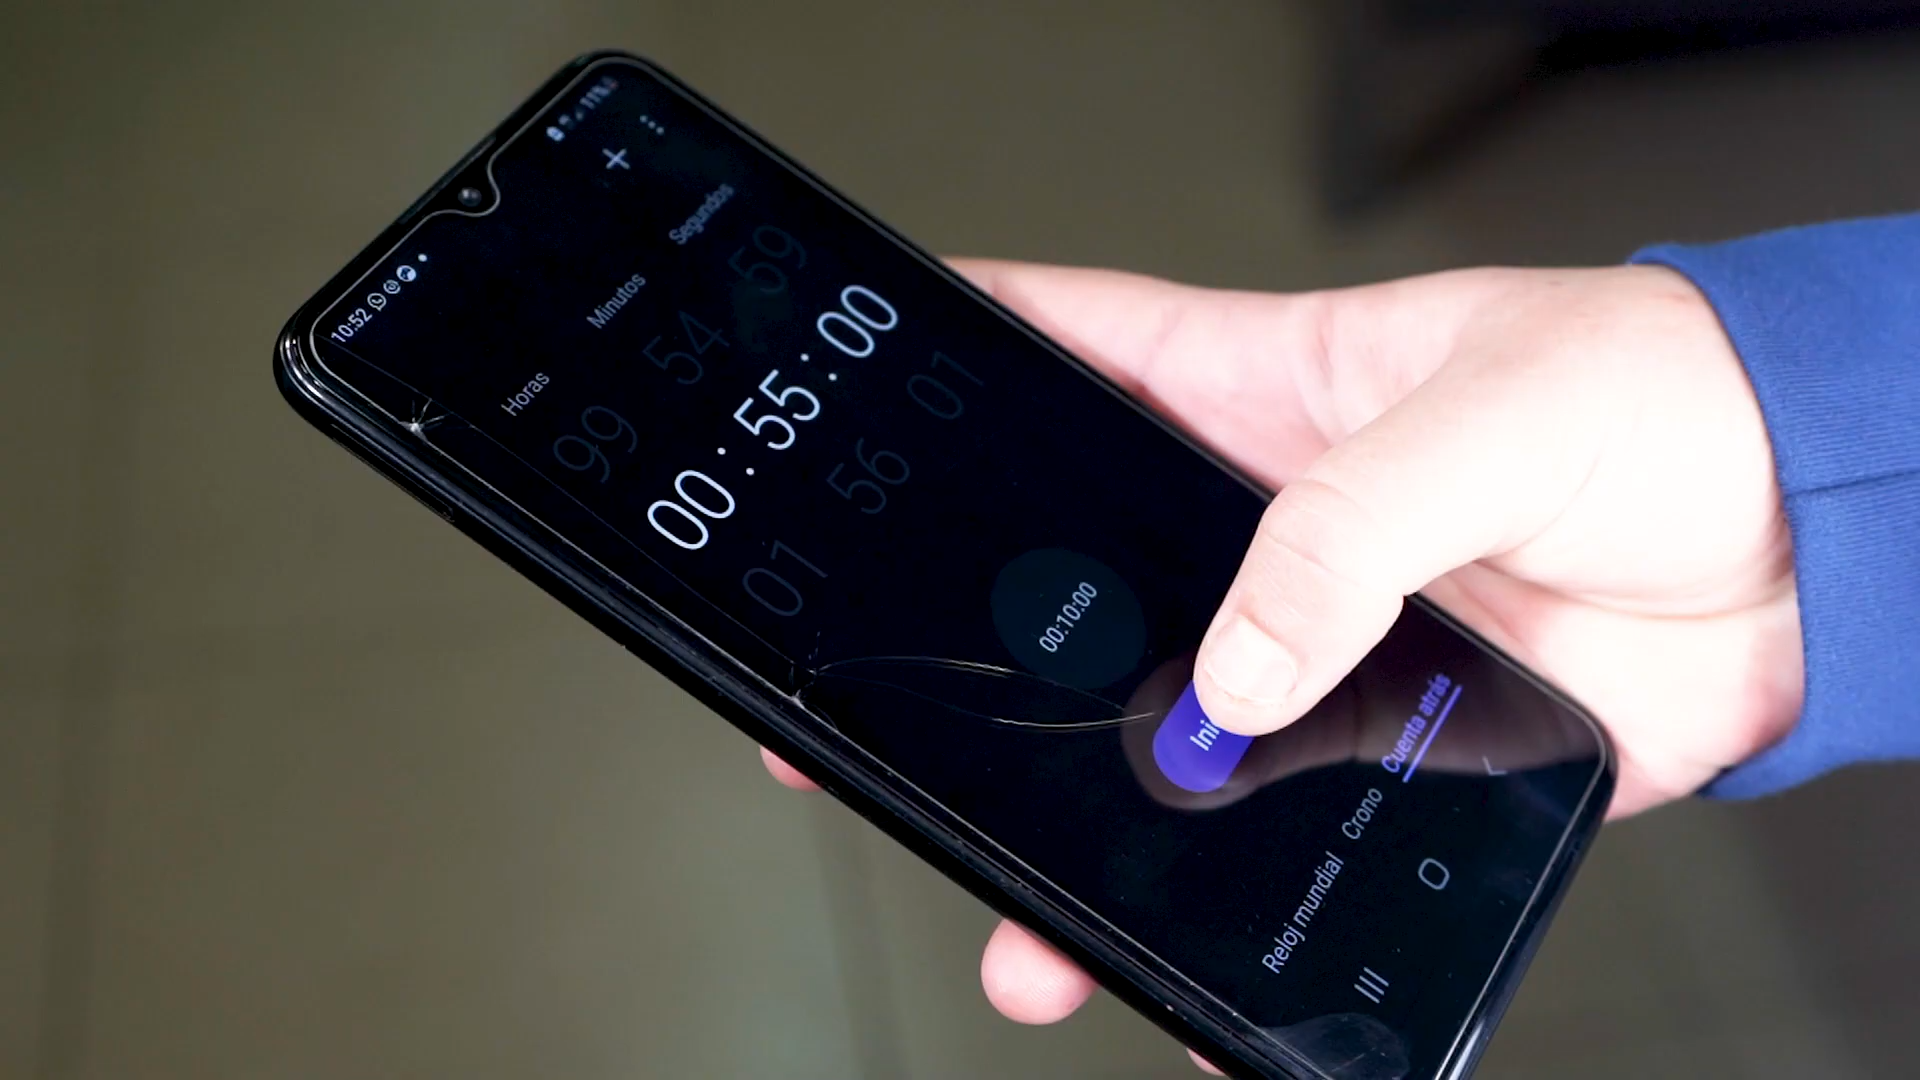 10:52 11%
Horas Minutos Segundos
99 54 59
00 : 55 : 00
01 56 01
00:10:00
Ini
Reloj mundial Crono Cuenta atrás